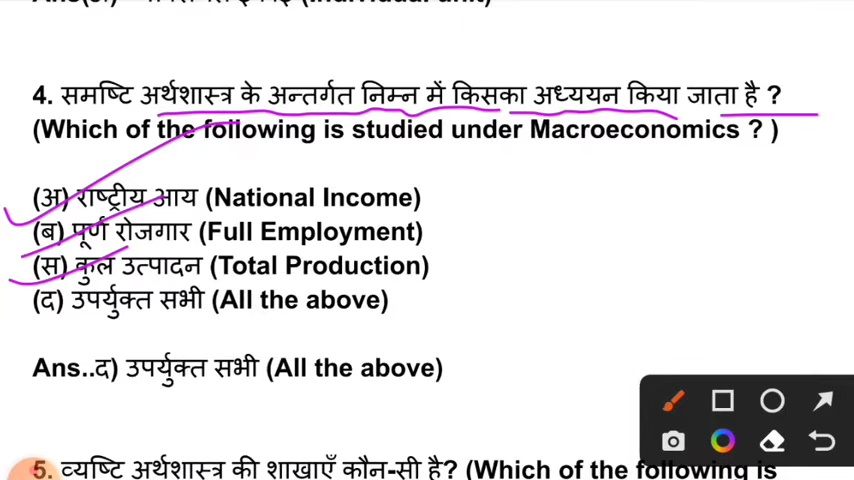 4. समष्टि अर्थशास्त्र के अन्तर्गत निम्न में किसका अध्ययन किया जाता है ?
(Which of the following is studied under Macroeconomics ? )
(अ) राष्ट्रीय आय (National Income)
(ब) पूर्ण रोजगार (Full Employment)
(स) कुल उत्पादन (Total Production)
(द) उपर्युक्त सभी (All the above)
Ans..द) उपर्युक्त सभी (All the above)
5. व्यष्टि अर्थशास्त्र की शाखाएँ कौन-सी है? (Which of the following is